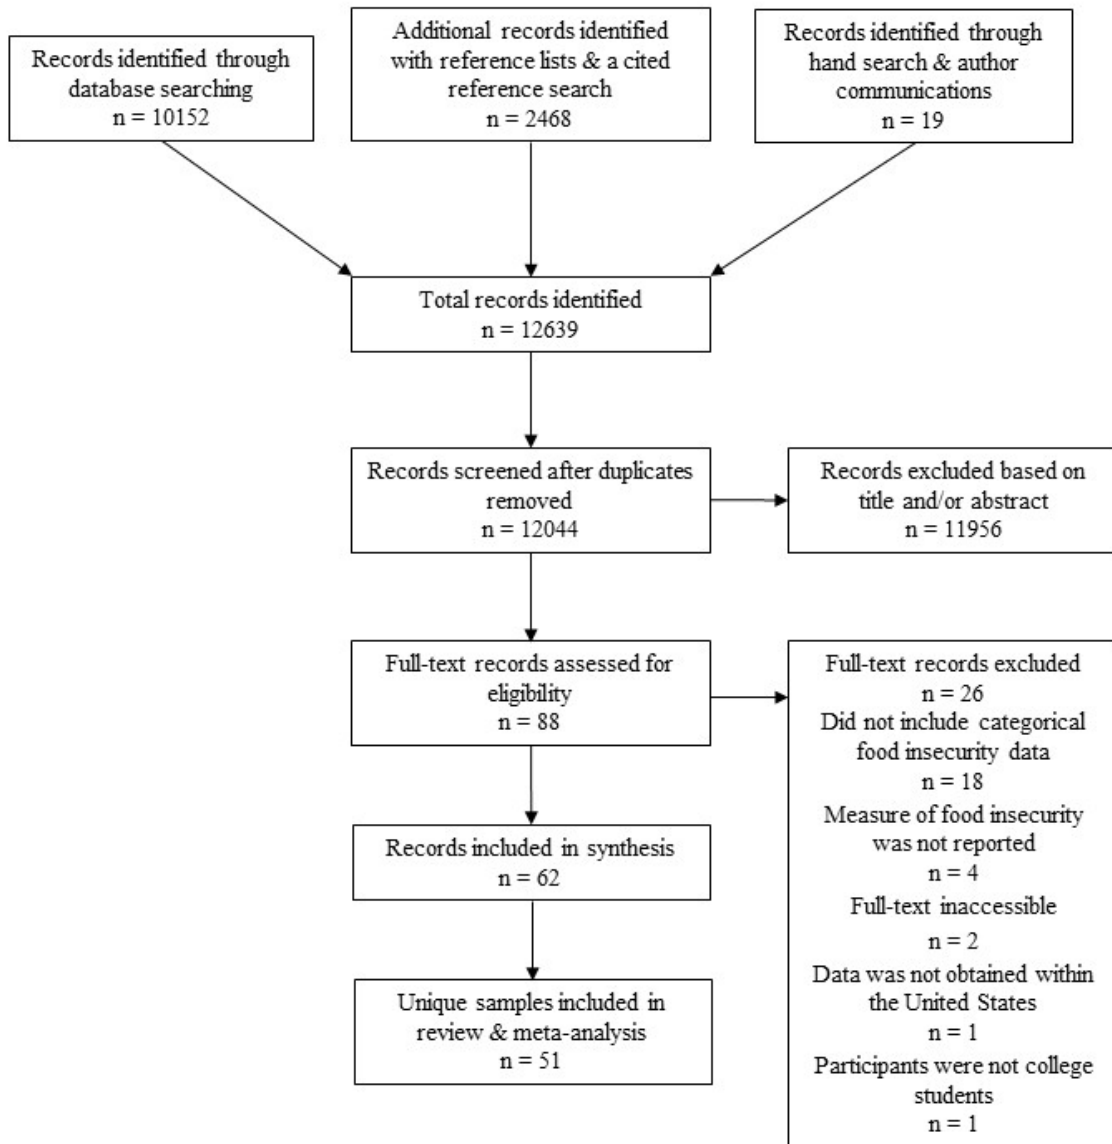 Records identified through
database searching
n = 10152
Additional records identified
with reference lists & a cited
reference search
n = 2468
Records identified through
hand search & author
communications
n = 19
Total records identified
n = 12639
Records screened after duplicates
removed
n = 12044
Records excluded based on
title and/or abstract
n = 11956
Full-text records assessed for
eligibility
n = 88
Full-text records excluded
n = 26
Did not include categorical
food insecurity data
n = 18
Measure of food insecurity
was not reported
n = 4
Full-text inaccessible
n = 2
Data was not obtained within
the United States
n = 1
Participants were not college
students
n = 1
Records included in synthesis
n = 62
Unique samples included in
review & meta-analysis
n = 51